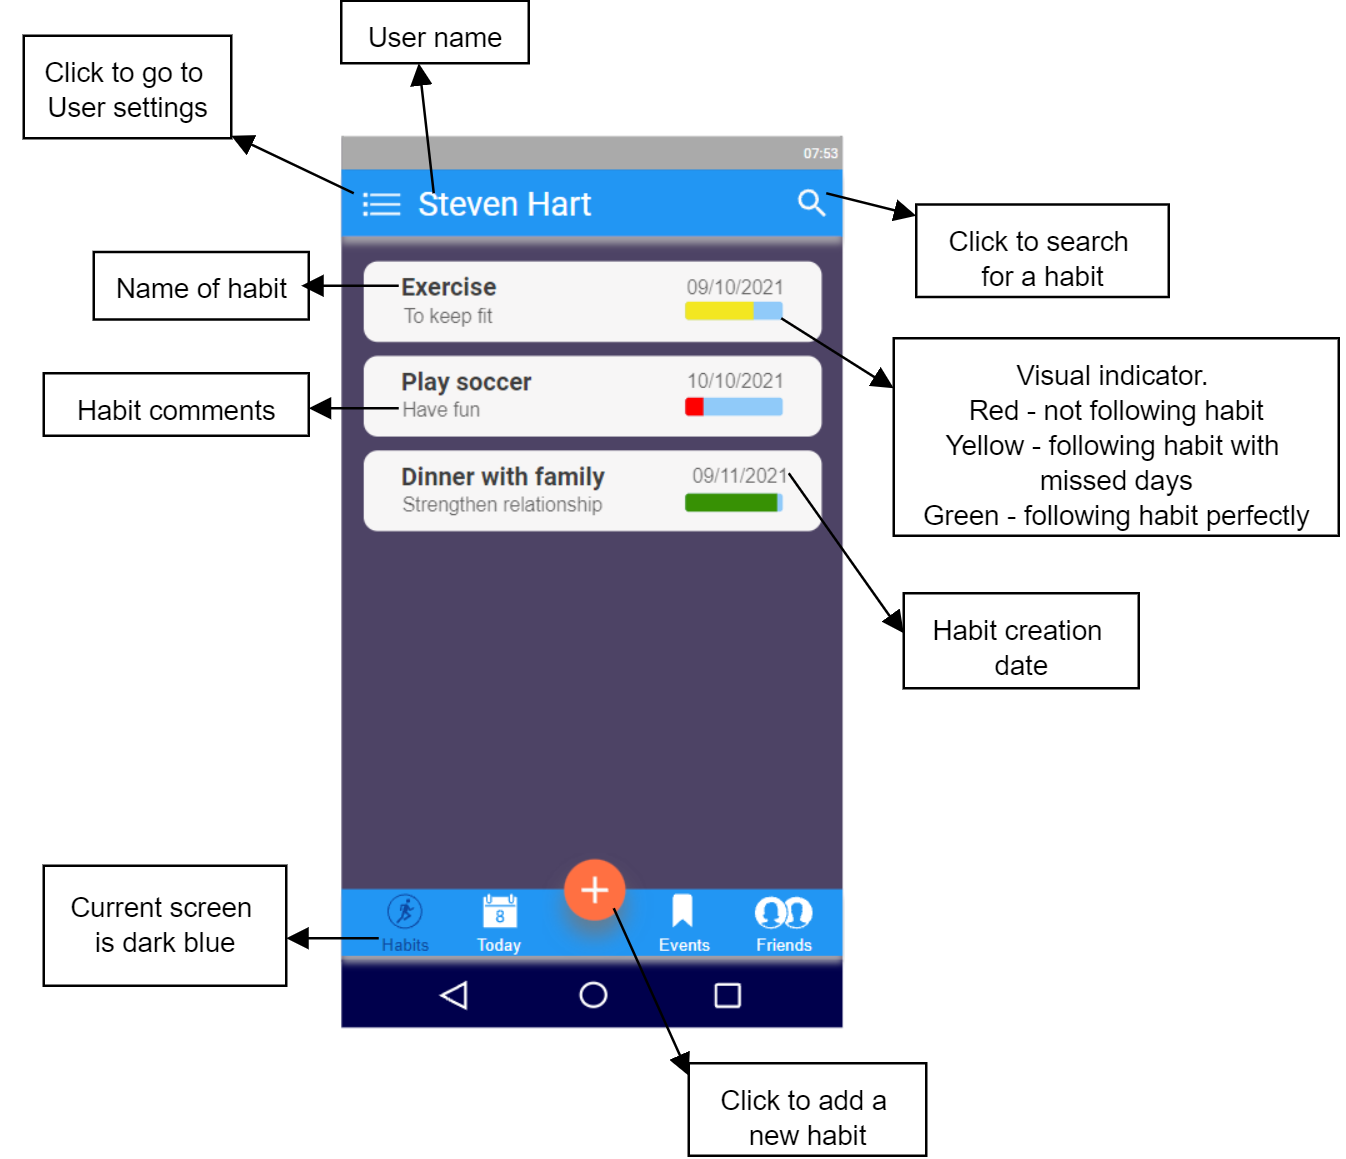 User name
Click to go to
User settings
07:53
Steven Hart
Click to search
for a habit
Name of habit
Exercise
09/10/2021
To keep fit
Visual indicator.
Red - not following habit
Yellow - following habit with
missed days
Green - following habit perfectly
Habit comments
Play soccer
10/10/2021
Have fun
Dinner with family
09/11/2021
Strengthen relationship
Habit creation
date
Current screen
is dark blue
8
Habits
Today
Events
Friends
Click to add a
new habit